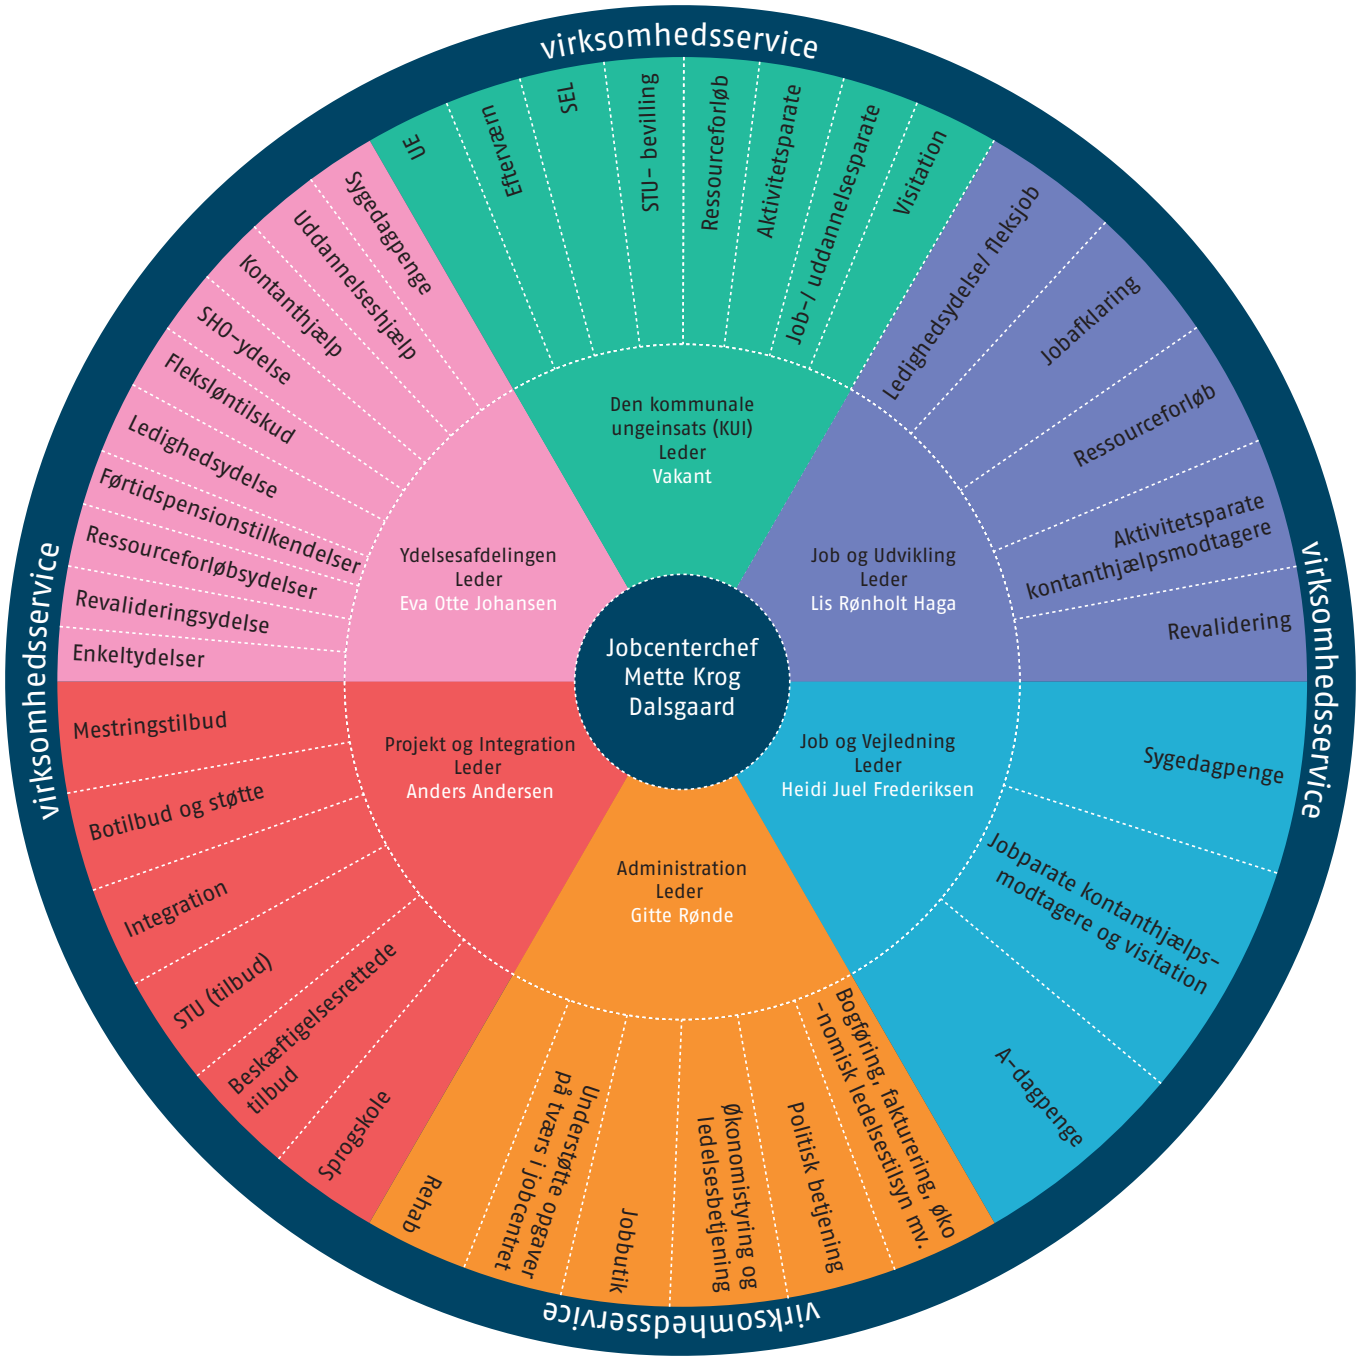 virksomhedsservice
UE
Efterværn
SEL
STU- bevilling
Ressourceforløb
Aktivitetsparate
Job-/ uddannelsesparate
Visitation
Den kommunale
ungeinsats (KUI)
Leder
Vakant
Ledighedsydelse/ fleksjob
Jobafklaring
Ressourceforløb
Aktivitetsparate
kontanthjælpsmodtagere
Revalidering
Job og Udvikling
Leder
Lis Rønholt Haga
virksomhedsservice
Sygedagpenge
Jobparate kontanthjælps-
modtagere og visitation
A-dagpenge
Job og Vejledning
Leder
Heidi Juel Frederiksen
Bogføring, fakturering, øko
-nomisk ledelsestilsyn mv.
Politisk betjening
Økonomistyring og
ledelsesbetjening
Jobbutik
Understøtte opgaver
på tværs i jobcentret
Rehab
Administration
Leder
Gitte Rønde
virksomhedsservice
Sprogskole
Beskæftigelsesrettede
tilbud
STU (tilbud)
Integration
Botilbud og støtte
Mestringstilbud
Projekt og Integration
Leder
Anders Andersen
virksomhedsservice
Enkeltydelser
Revalideringsydelse
Ressourceforløbsydelser
Førtidspensionstilkendelser
Ledighedsydelse
Fleksløntilskud
SHO-ydelse
Kontanthjælp
Uddannelseshjælp
Sygedagpenge
Ydelsesafdelingen
Leder
Eva Otte Johansen
Jobcenterchef
Mette Krog
Dalsgaard